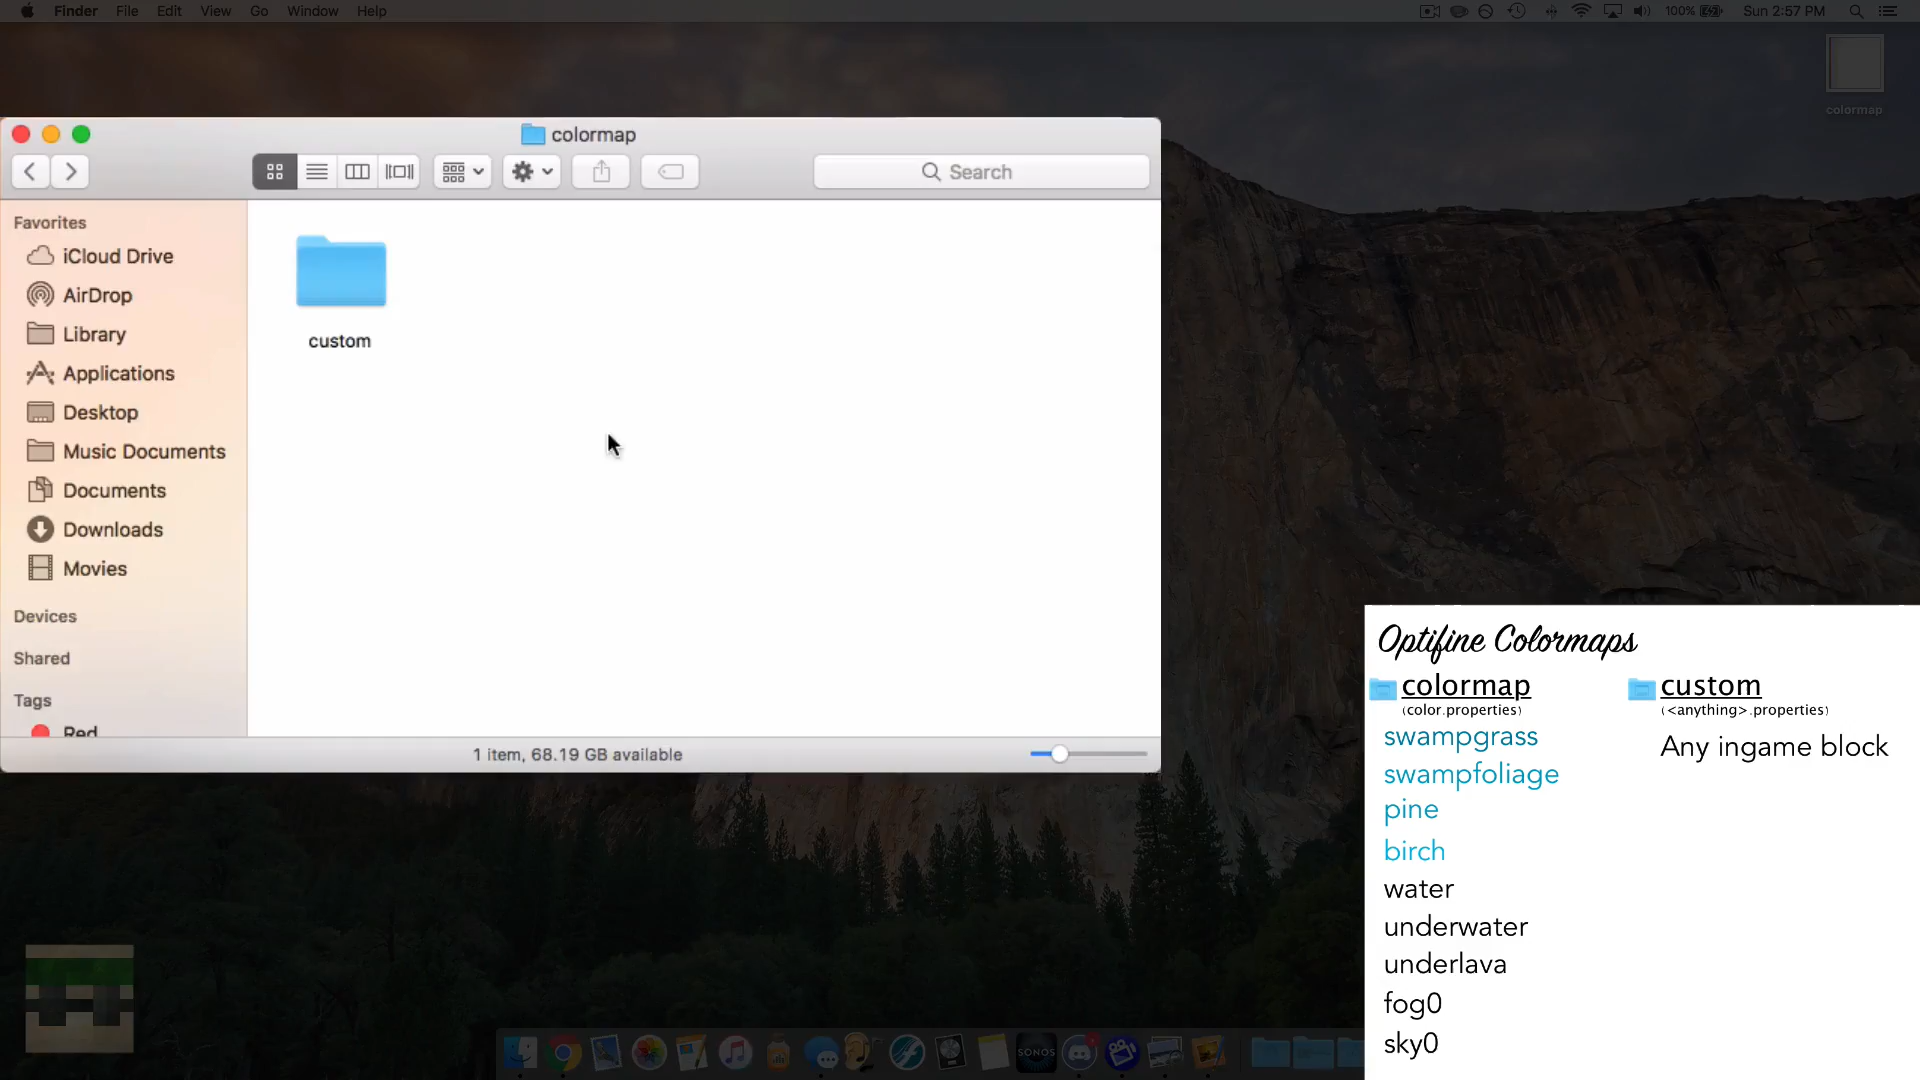 Finder File Edit View Go Window Help
100% Sun 2:57 PM
colormap
colormap
Search
Favorites
iCloud Drive
AirDrop
Library
Applications
Desktop
Music Documents
Documents
Downloads
Movies
Devices
Shared
Tags
Red
custom
1 item, 68.19 GB available
Optifine Colormaps
colormap
(color.properties)
swampgrass
swampfoliage
pine
birch
water
underwater
underlava
fog0
sky0
custom
(<anything>.properties)
Any ingame block
SONOS